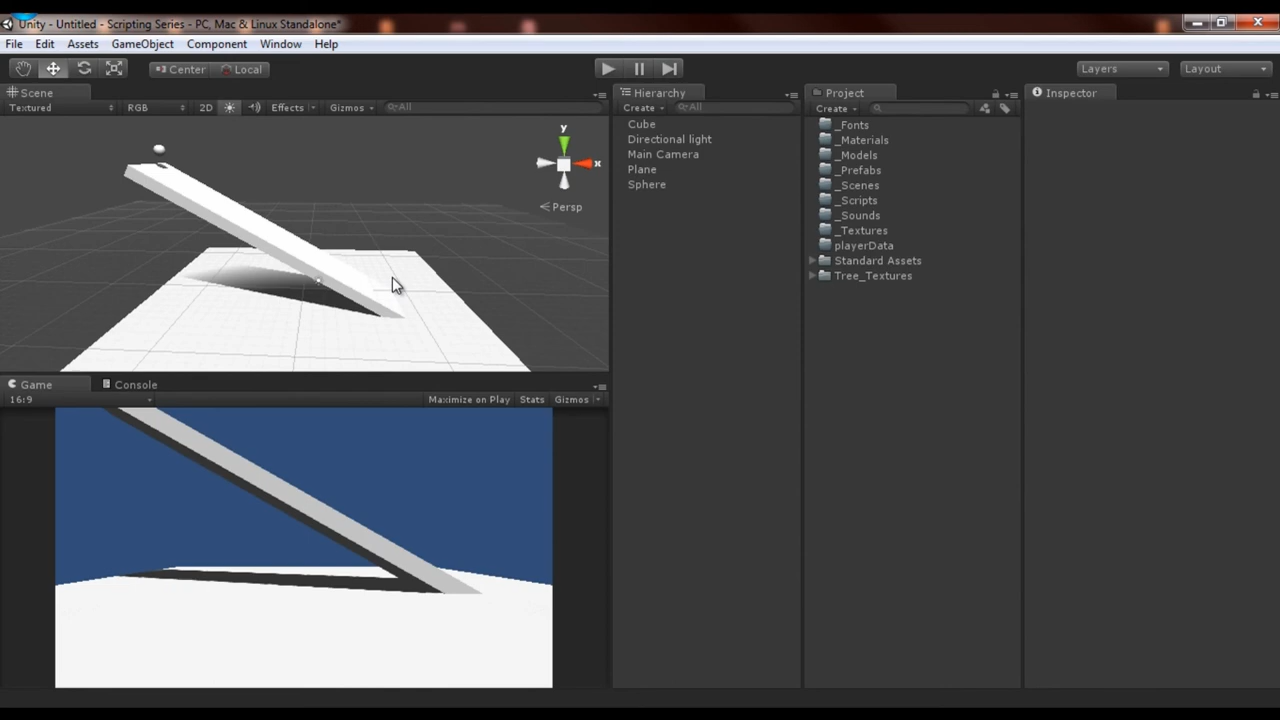 Unity - Untitled - Scripting Series - PC, Mac & Linux Standalone*
File Edit Assets GameObject Component Window Help
Center Local Layers Layout
Scene
Textured RGB 2D Effects Gizmos All
y
x
Persp
Game Console
16:9 Maximize on Play Stats Gizmos
Hierarchy
Create All
Cube
Directional light
Main Camera
Plane
Sphere
Project
Create
_Fonts
_Materials
_Models
_Prefabs
_Scenes
_Scripts
_Sounds
_Textures
playerData
Standard Assets
Tree_Textures
Inspector